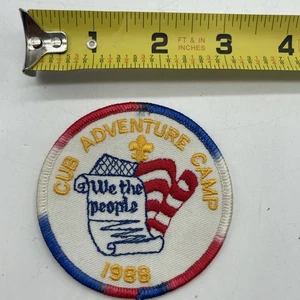 1 2 3 4
FT & IN
INCHES
CUB ADVENTURE CAMP
We the
people
1988